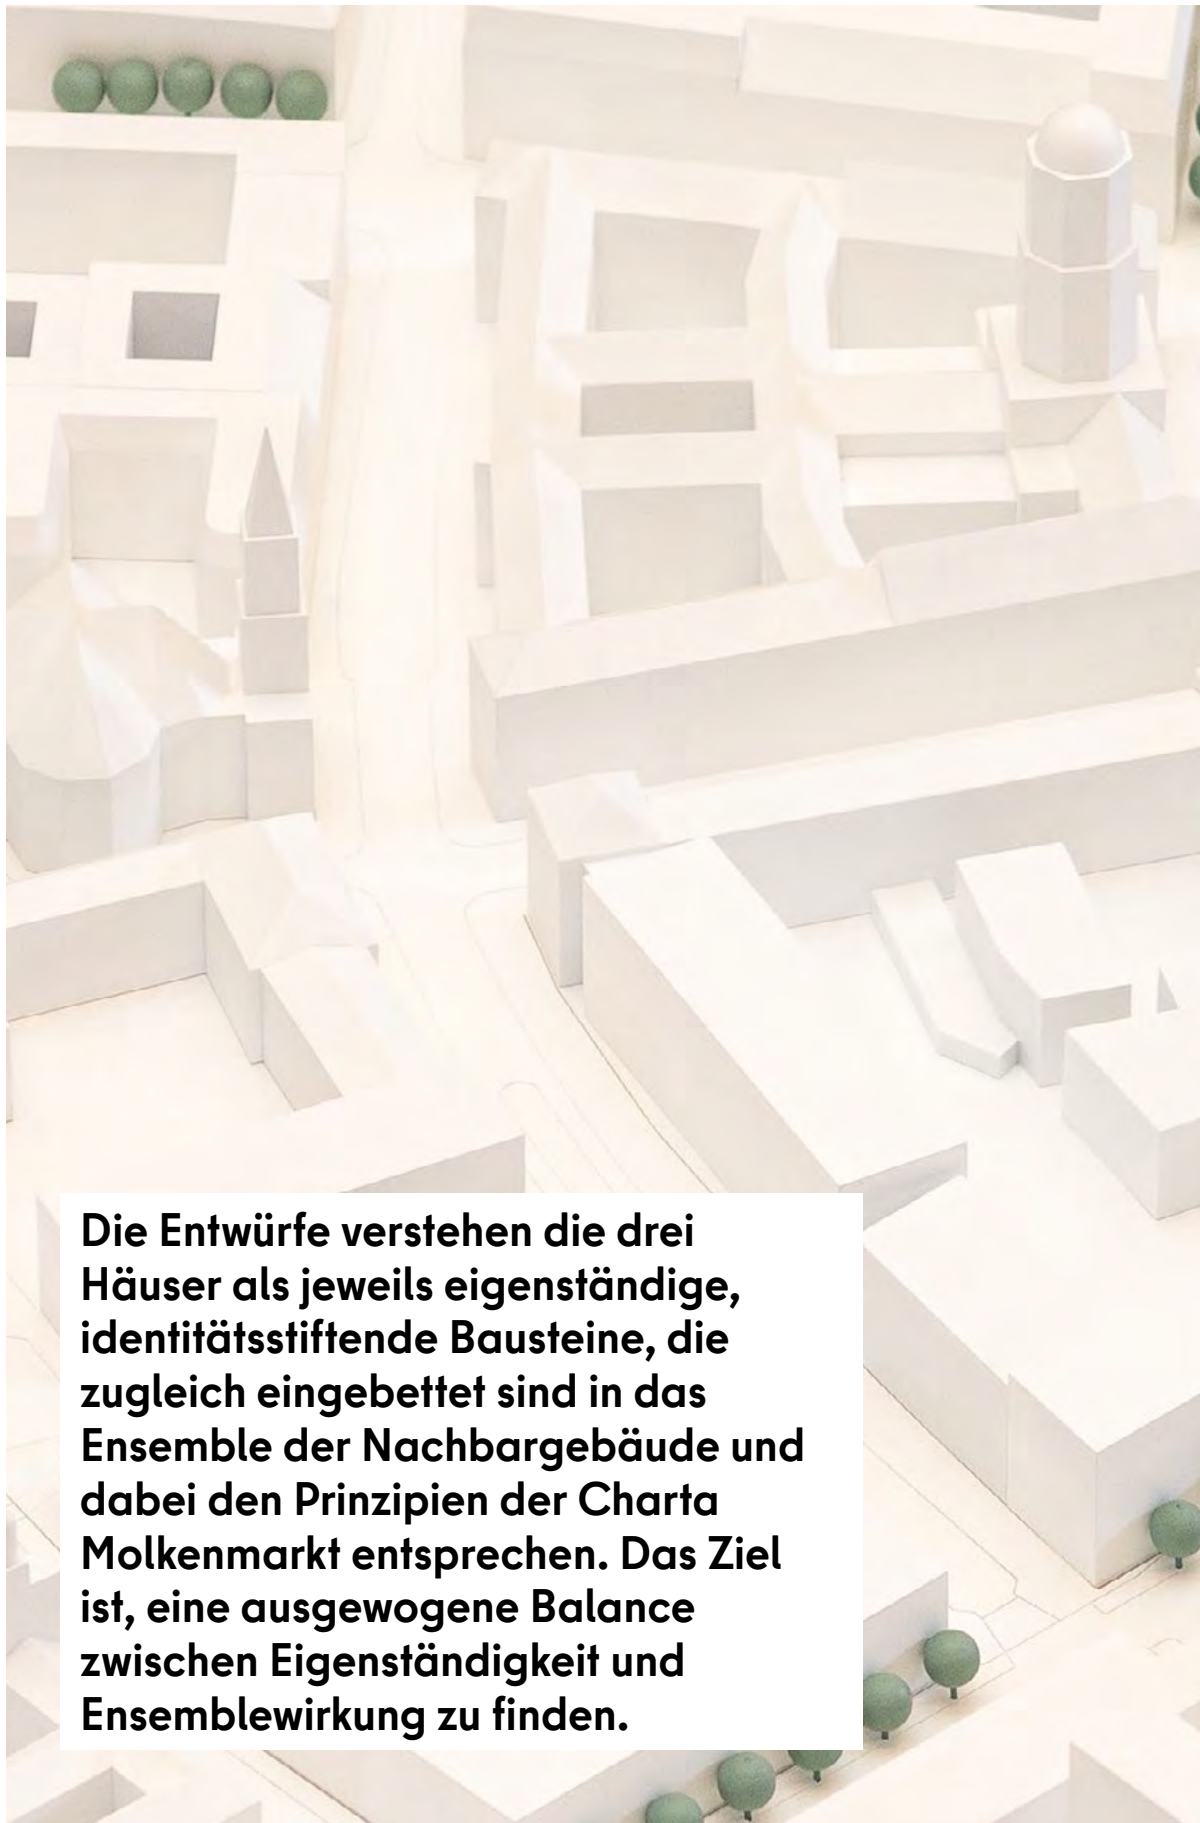 Die Entwürfe verstehen die drei
Häuser als jeweils eigenständige,
identitätsstiftende Bausteine, die
zugleich eingebettet sind in das
Ensemble der Nachbargebäude und
dabei den Prinzipien der Charta
Molkenmarkt entsprechen. Das Ziel
ist, eine ausgewogene Balance
zwischen Eigenständigkeit und
Ensemblewirkung zu finden.